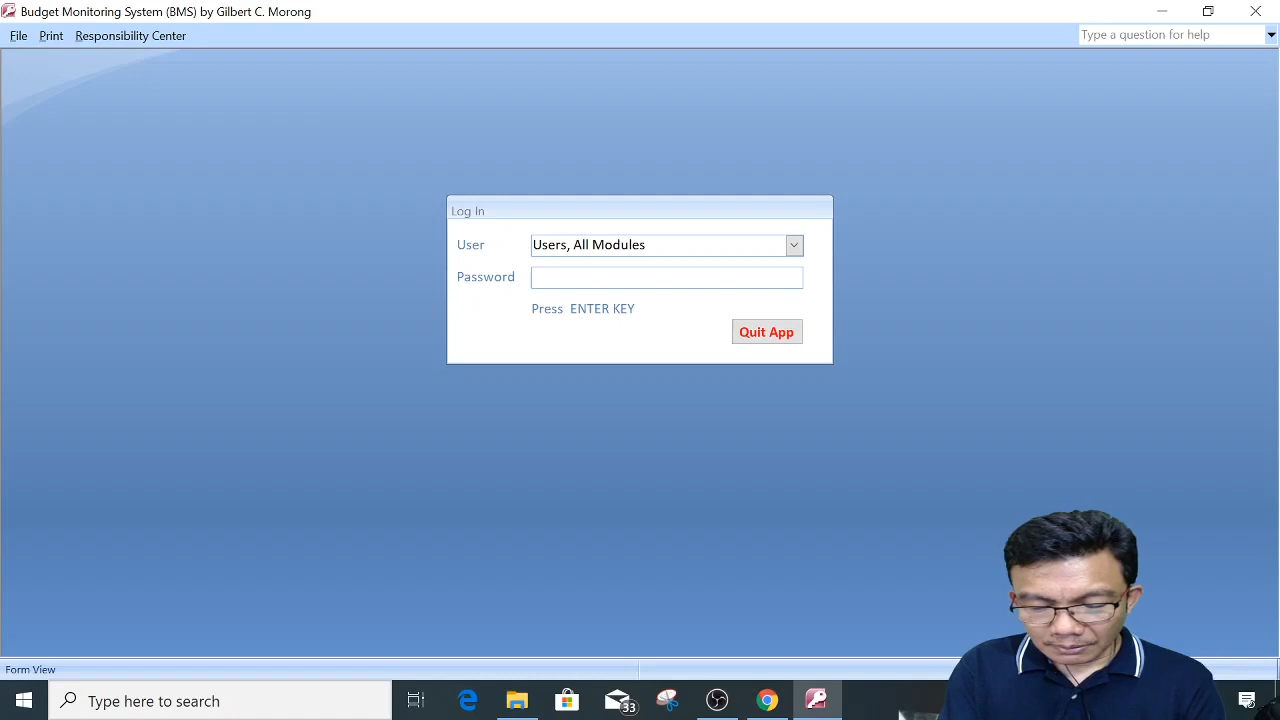 Budget Monitoring System (BMS) by Gilbert C. Morong
File Print Responsibility Center
Type a question for help
Log In
User Users, All Modules
Password
Press ENTER KEY
Quit App
Form View
Type here to search
33